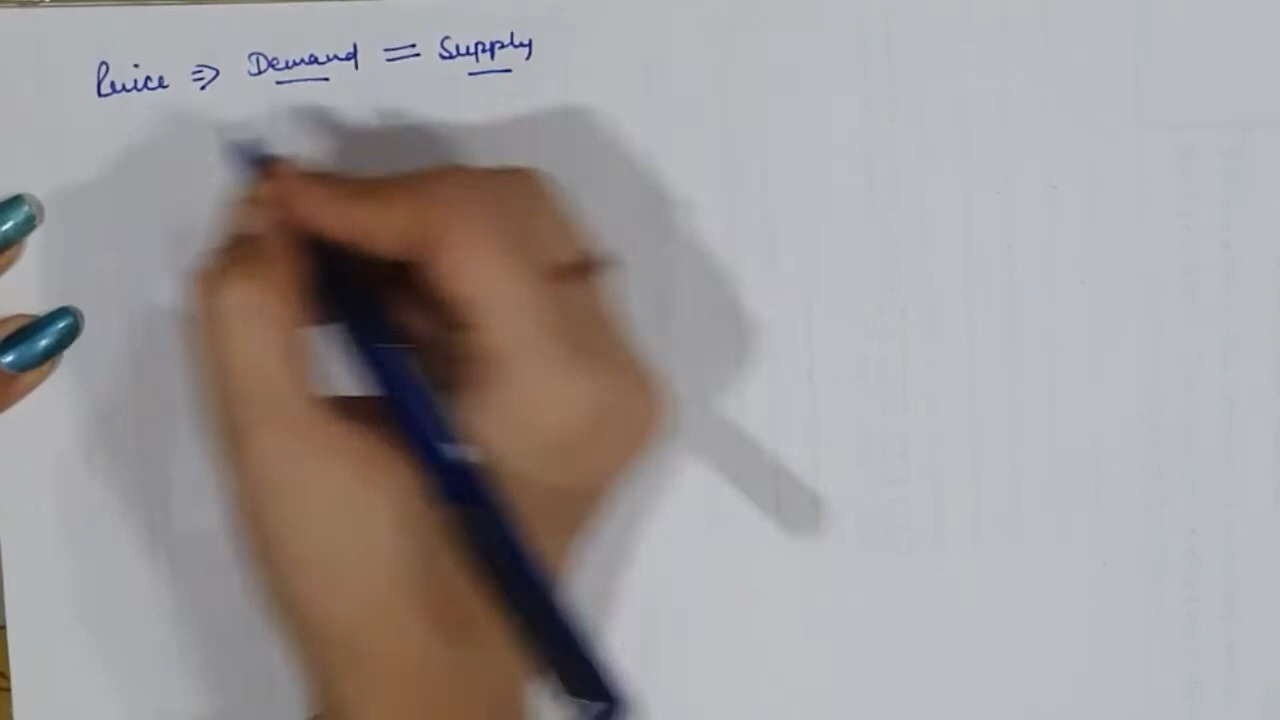 Price ⇒ Demand = Supply